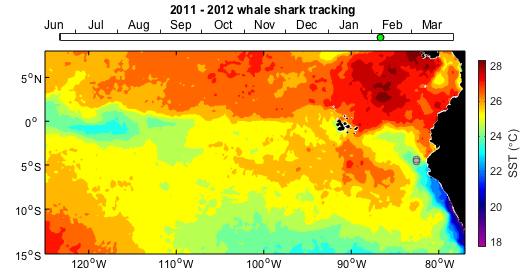 2011 - 2012 whale shark tracking
Jun Jul Aug Sep Oct Nov Dec Jan Feb Mar
5°N
0°
5°S
10°S
15°S
120°W 110°W 100°W 90°W 80°W
28
26
24
22
20
18
SST (°C)